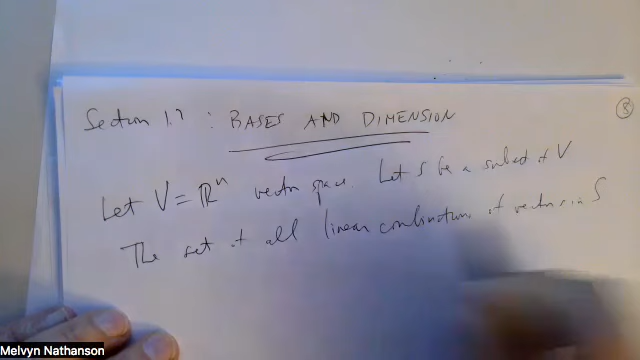 Section 1.7 : BASES AND DIMENSION
③
Let V = ℝⁿ vector space. Let S be a subset of V
The set of all linear combinations of vectors in S
Melvyn Nathanson